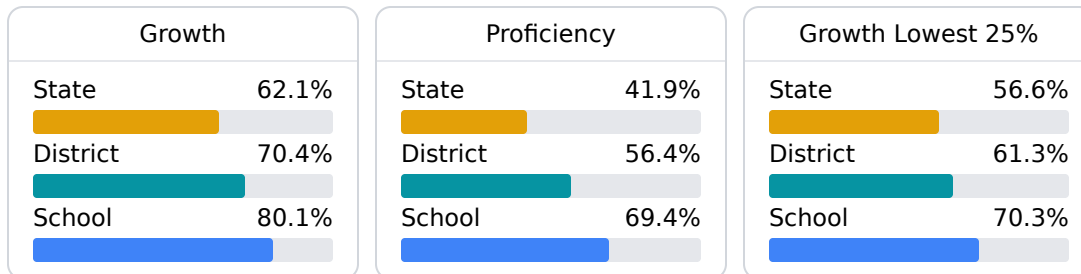 Growth
State 62.1%
District 70.4%
School 80.1%
Proficiency
State 41.9%
District 56.4%
School 69.4%
Growth Lowest 25%
State 56.6%
District 61.3%
School 70.3%